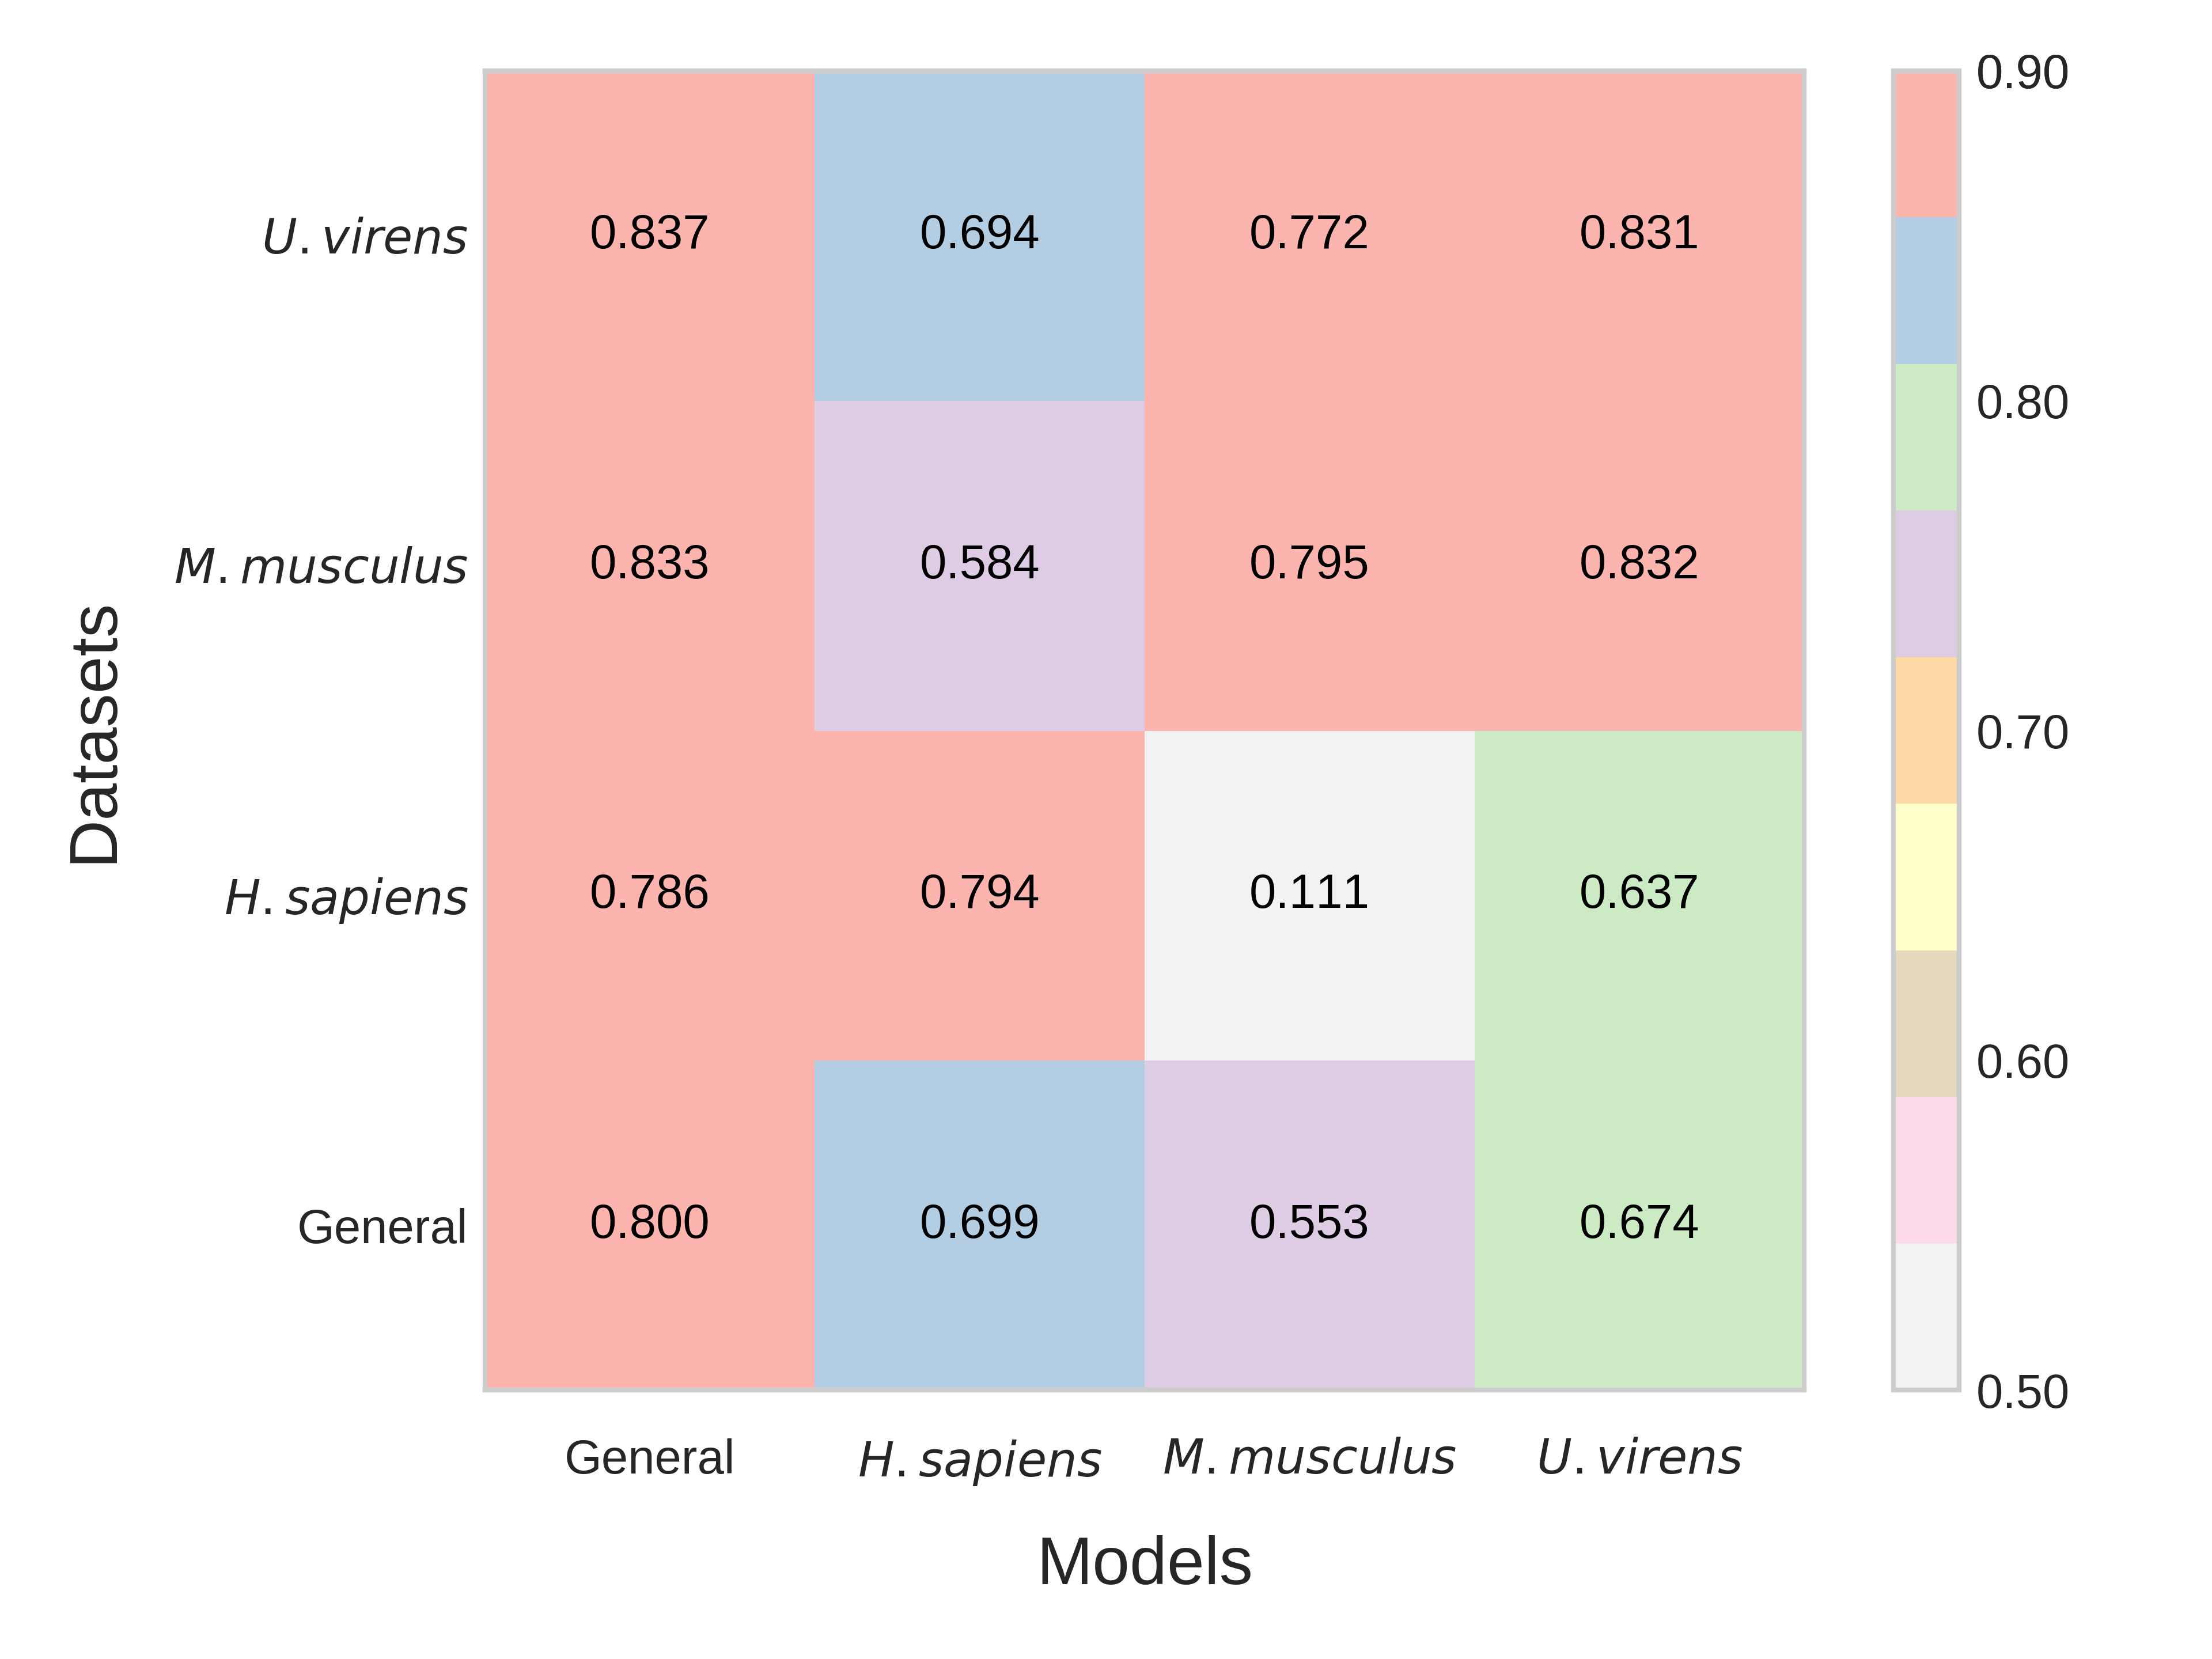 0.90
U. virens 0.837 0.694 0.772 0.831
0.80
M. musculus 0.833 0.584 0.795 0.832
Datasets
0.70
H. sapiens 0.786 0.794 0.111 0.637
0.60
General 0.800 0.699 0.553 0.674
0.50
General H. sapiens M. musculus U. virens
Models